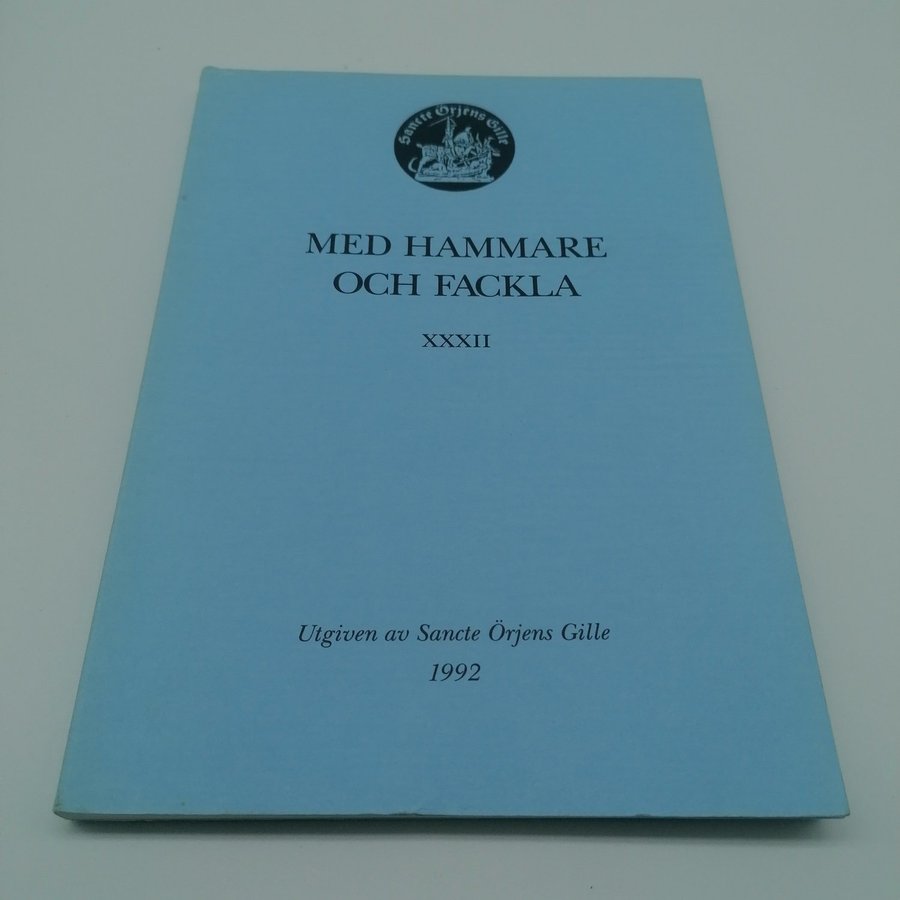 Sancte Örjens Gille
MED HAMMARE
OCH FACKLA
XXXII
Utgiven av Sancte Örjens Gille
1992